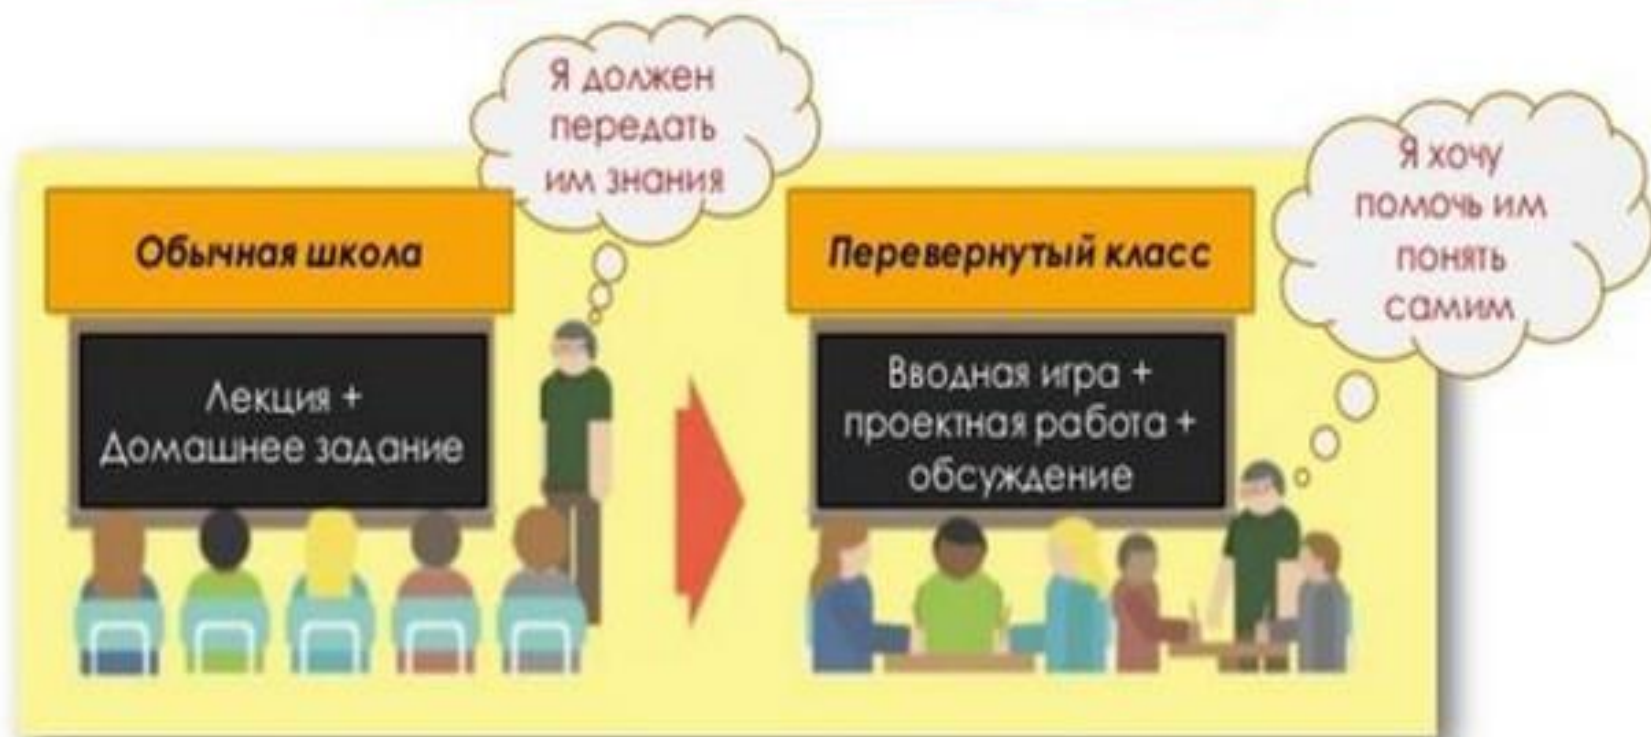 Я должен
передать
им знания
Обычная школа
Лекция +
Домашнее задание
Я хочу
помочь им
понять
самим
Перевернутый класс
Вводная игра +
проектная работа +
обсуждение